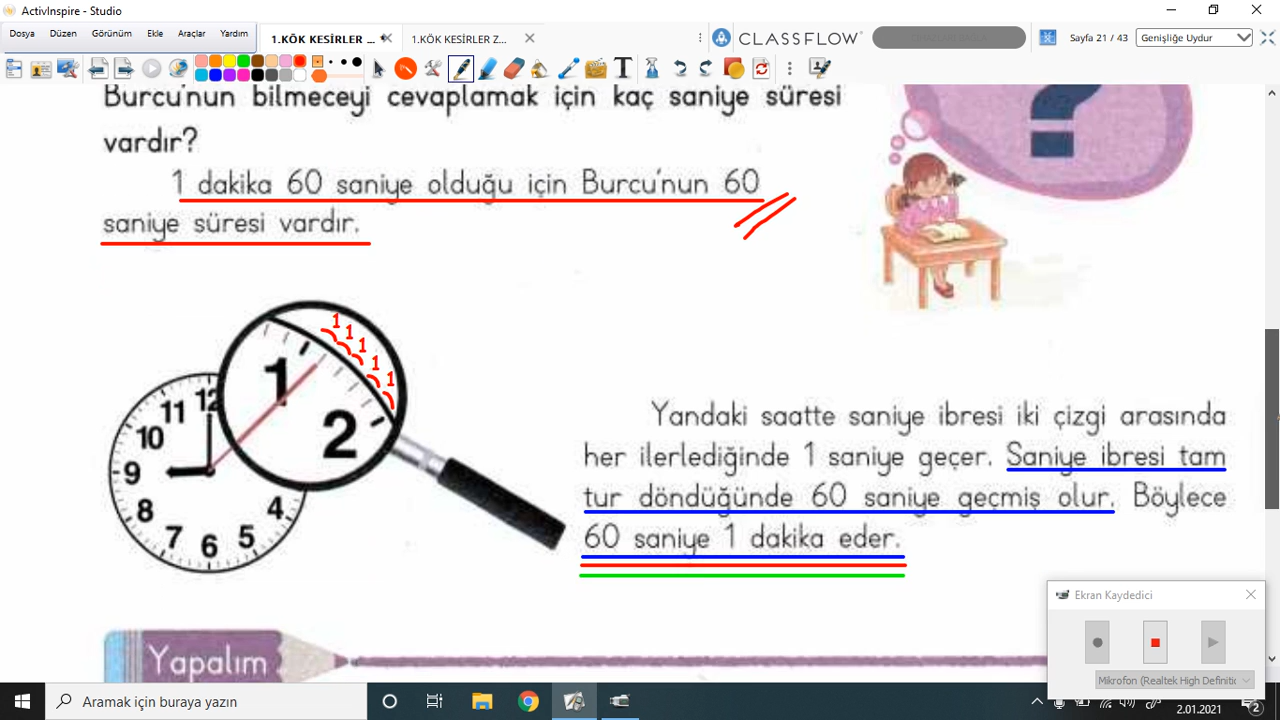 ActivInspire - Studio
Dosya Düzen Görünüm Ekle Araçlar Yardım
1.KÖK KESİRLER ...
1.KÖK KESİRLER Z...
CLASSFLOW
Sayfa 21 / 43
Genişliğe Uydur
Burcu'nun bilmeceyi cevaplamak için kaç saniye süresi
vardır?
1 dakika 60 saniye olduğu için Burcu'nun 60
saniye süresi vardır.
?
1 1 1 1 1
1
2
12
11
10
9
8
7
6
5
4
Yandaki saatte saniye ibresi iki çizgi arasında
her ilerlediğinde 1 saniye geçer. Saniye ibresi tam
tur döndüğünde 60 saniye geçmiş olur. Böylece
60 saniye 1 dakika eder.
Yapalım
Ekran Kaydedici
Mikrofon (Realtek High Definitic
Aramak için buraya yazın
2.01.2021
2